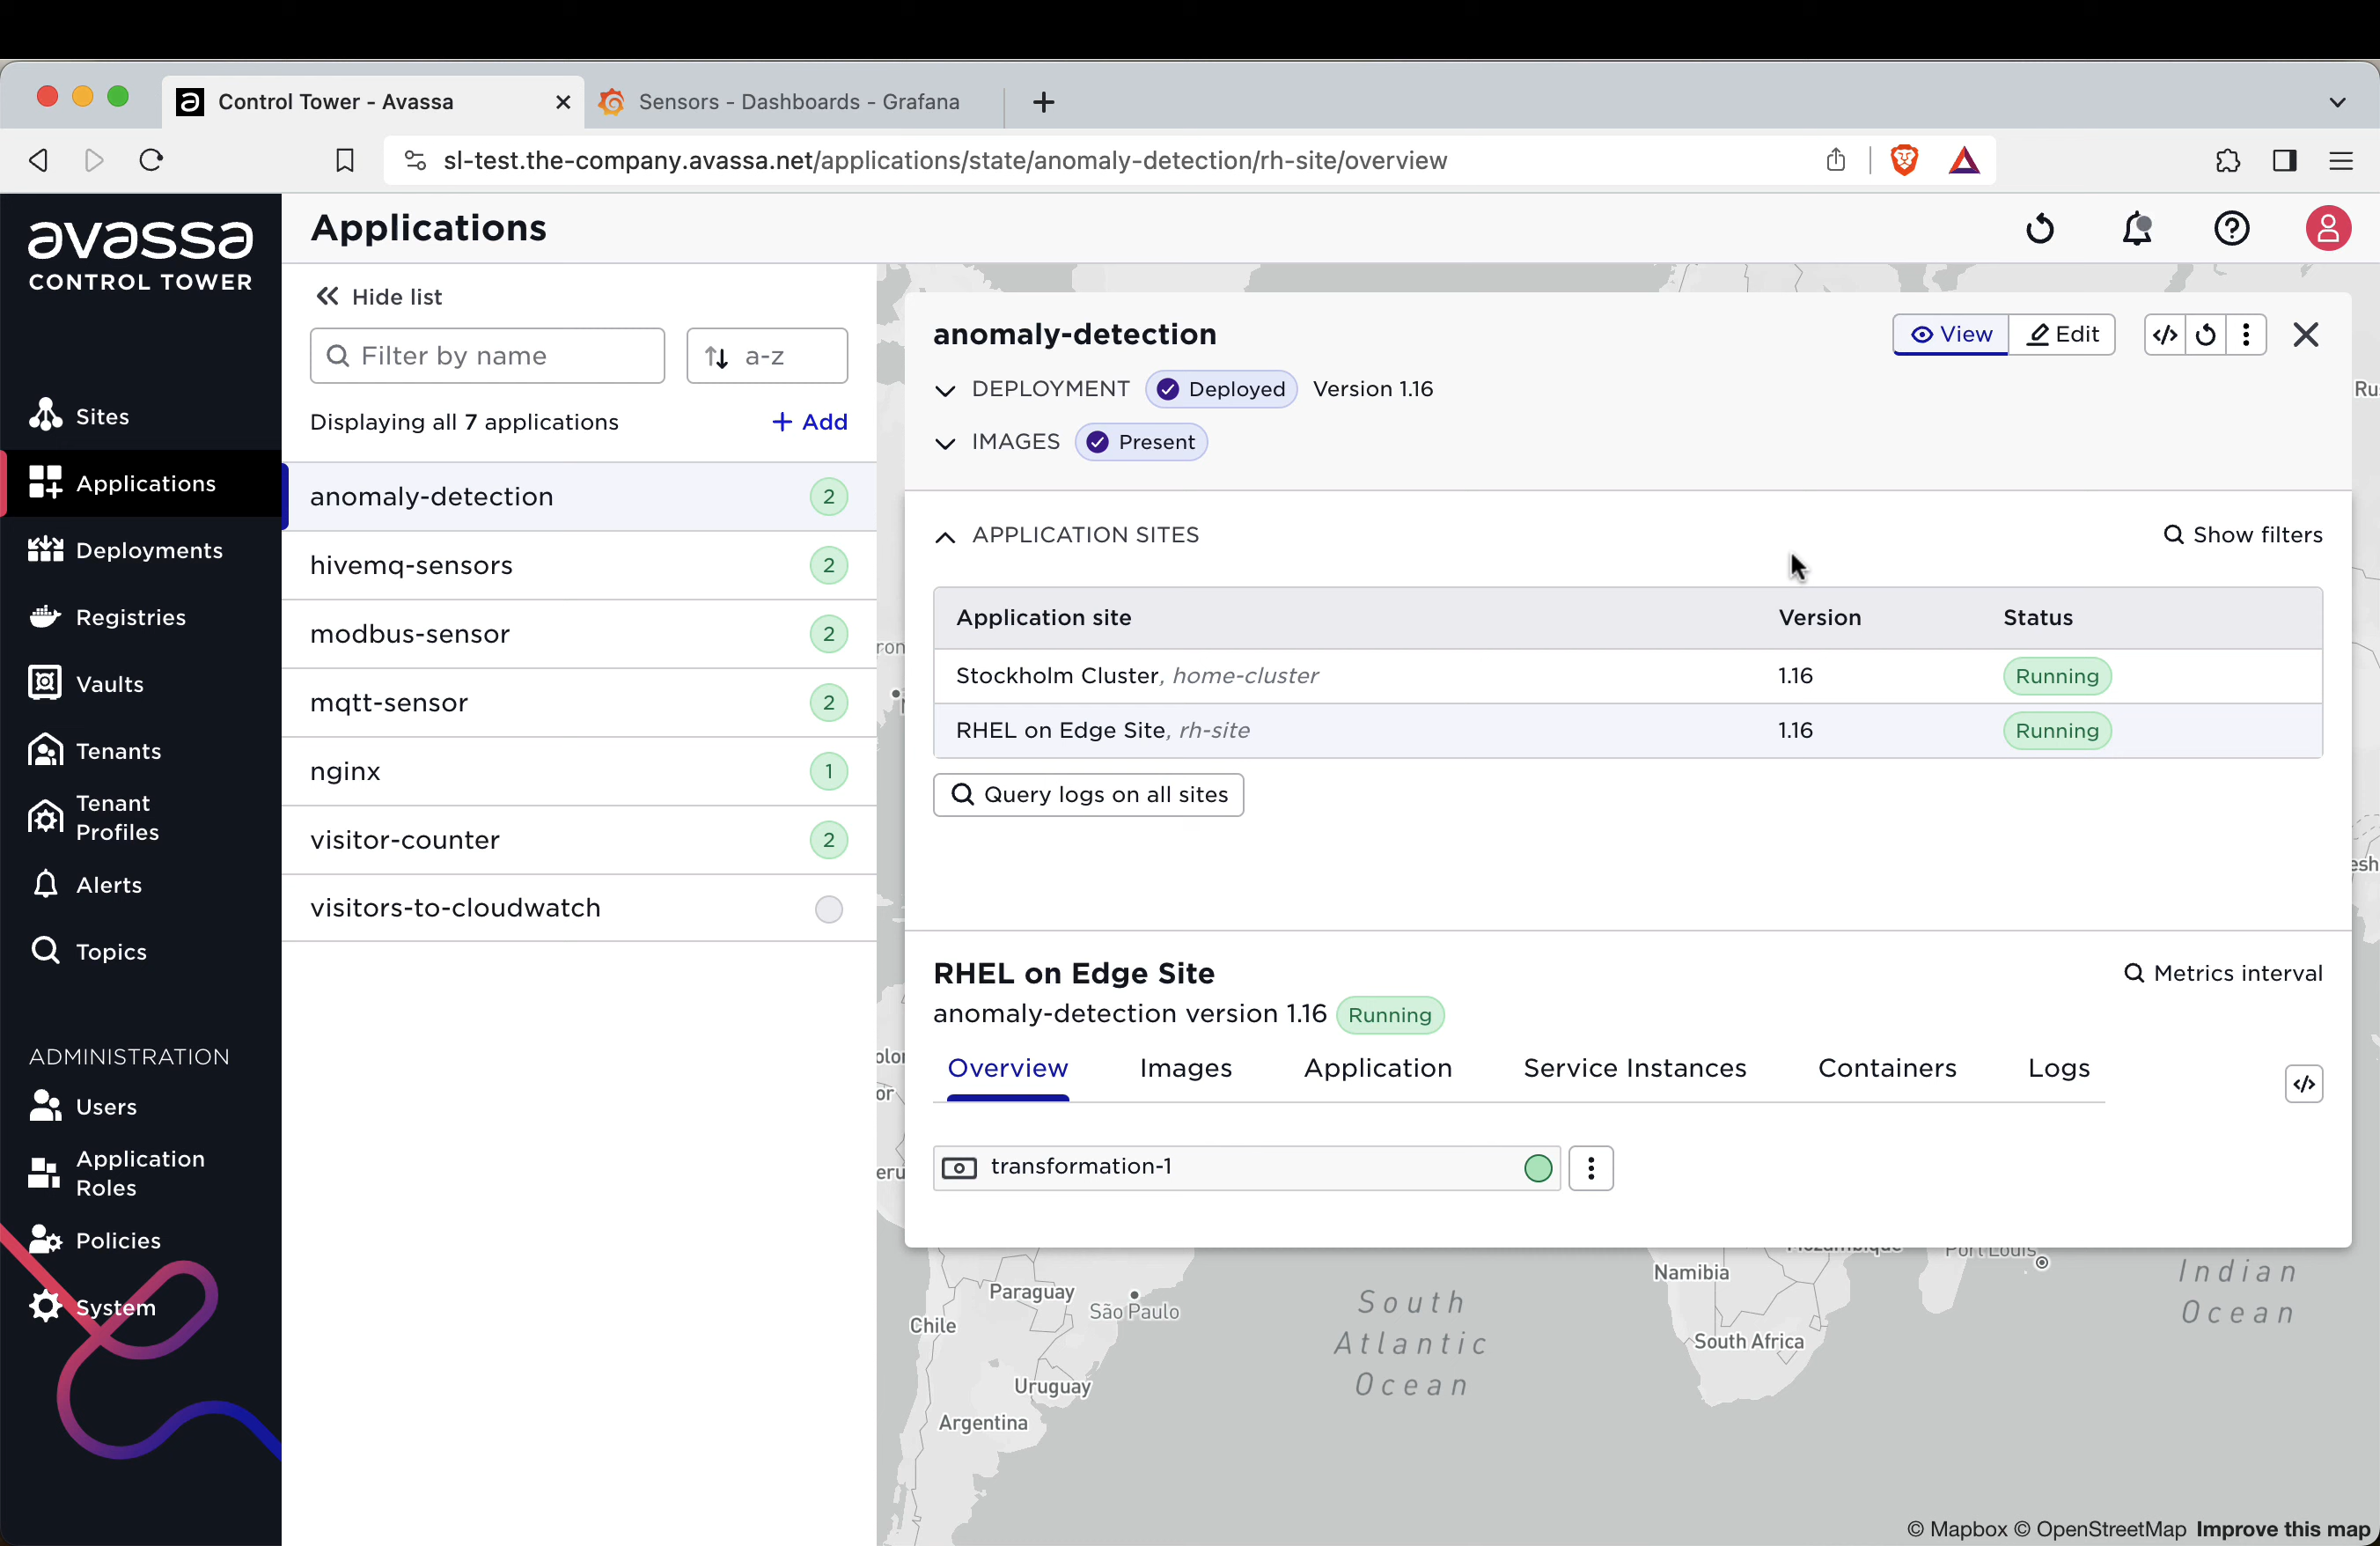 Control Tower - Avassa
Sensors - Dashboards - Grafana
sl-test.the-company.avassa.net/applications/state/anomaly-detection/rh-site/overview
avassa
CONTROL TOWER
Sites
Applications
Deployments
Registries
Vaults
Tenants
Tenant
Profiles
Alerts
Topics
ADMINISTRATION
Users
Application
Roles
Policies
System
Applications
Hide list
Filter by name
a-z
Displaying all 7 applications
+ Add
anomaly-detection 2
hivemq-sensors 2
modbus-sensor 2
mqtt-sensor 2
nginx 1
visitor-counter 2
visitors-to-cloudwatch
anomaly-detection
View
Edit
DEPLOYMENT Deployed Version 1.16
IMAGES Present
APPLICATION SITES
Show filters
Application site Version Status
Stockholm Cluster, home-cluster 1.16 Running
RHEL on Edge Site, rh-site 1.16 Running
Query logs on all sites
RHEL on Edge Site
Metrics interval
anomaly-detection version 1.16 Running
Overview Images Application Service Instances Containers Logs
transformation-1
Port Louis
Paraguay
São Paulo
Chile
Uruguay
Argentina
South
Atlantic
Ocean
Namibia
South Africa
Indian
Ocean
© Mapbox © OpenStreetMap Improve this map